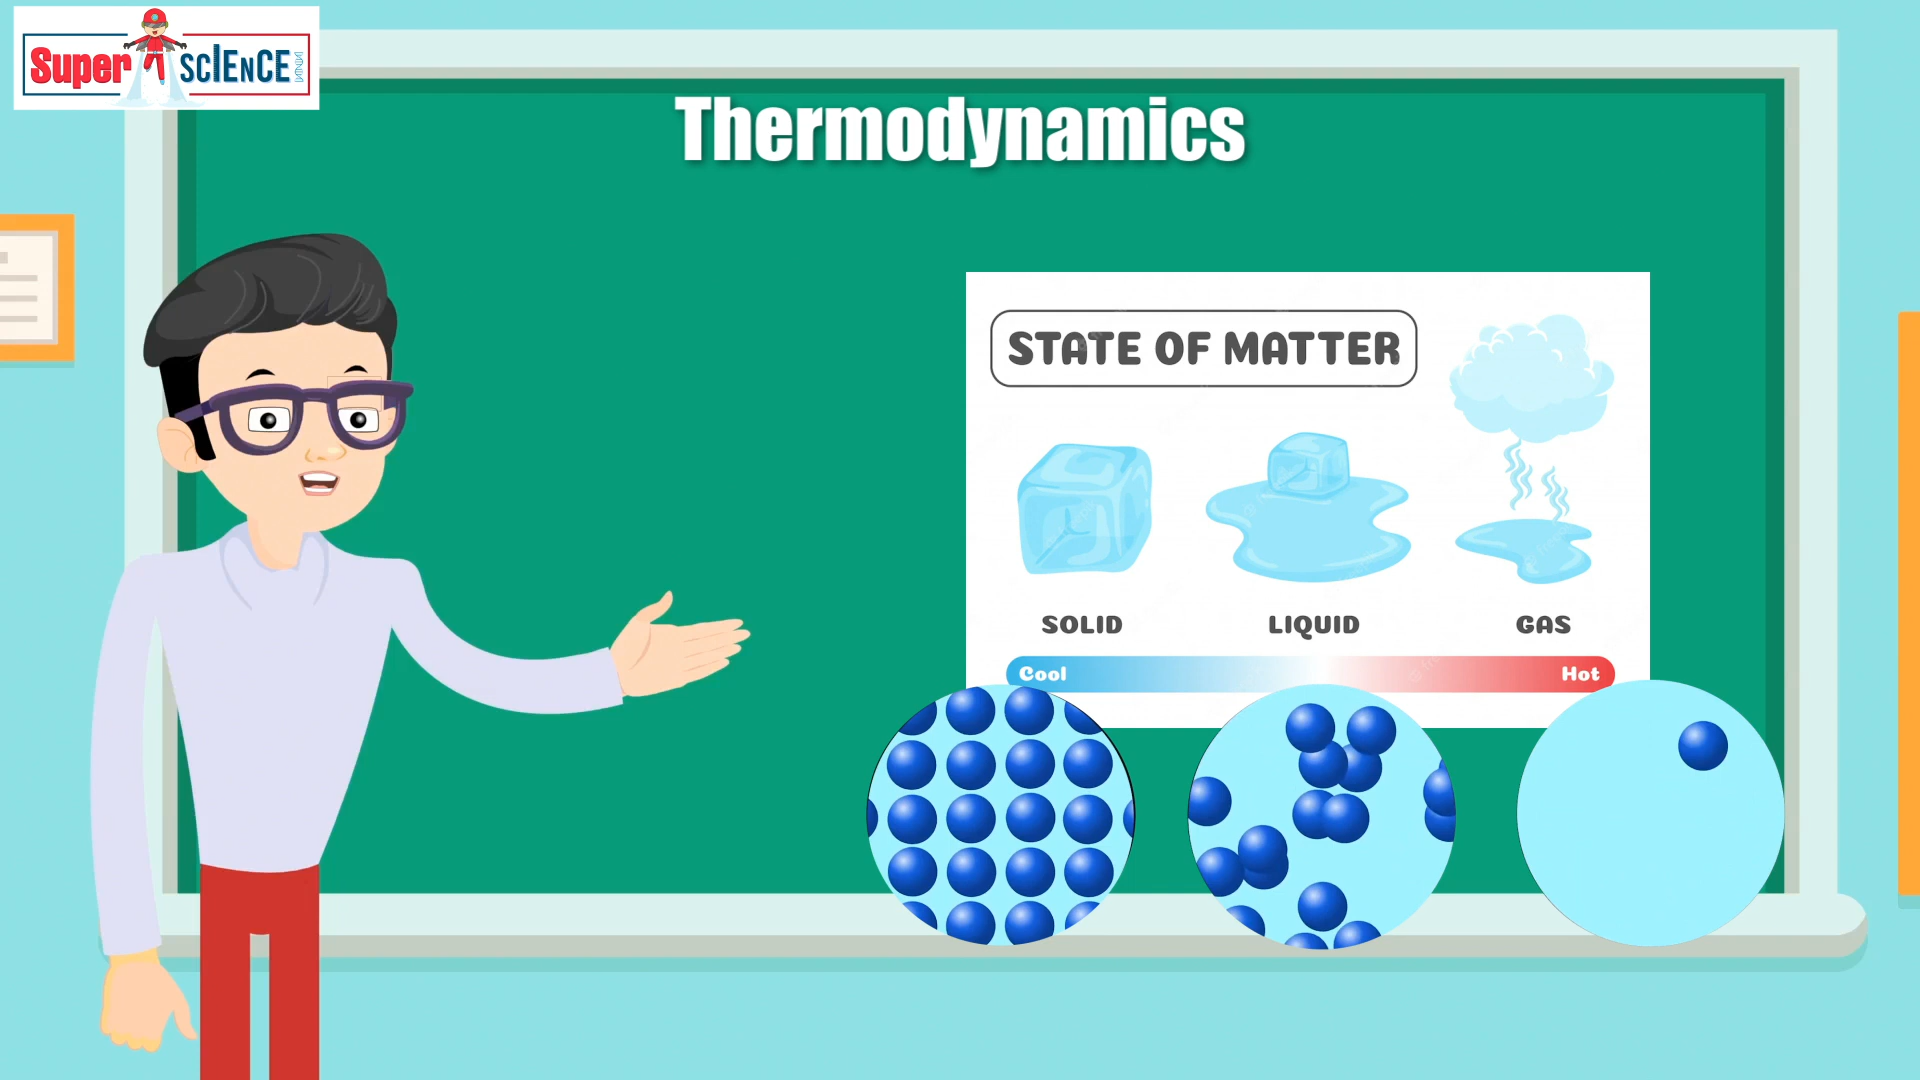 Super SCIENCE
Thermodynamics
STATE OF MATTER
SOLID LIQUID GAS
Cool Hot